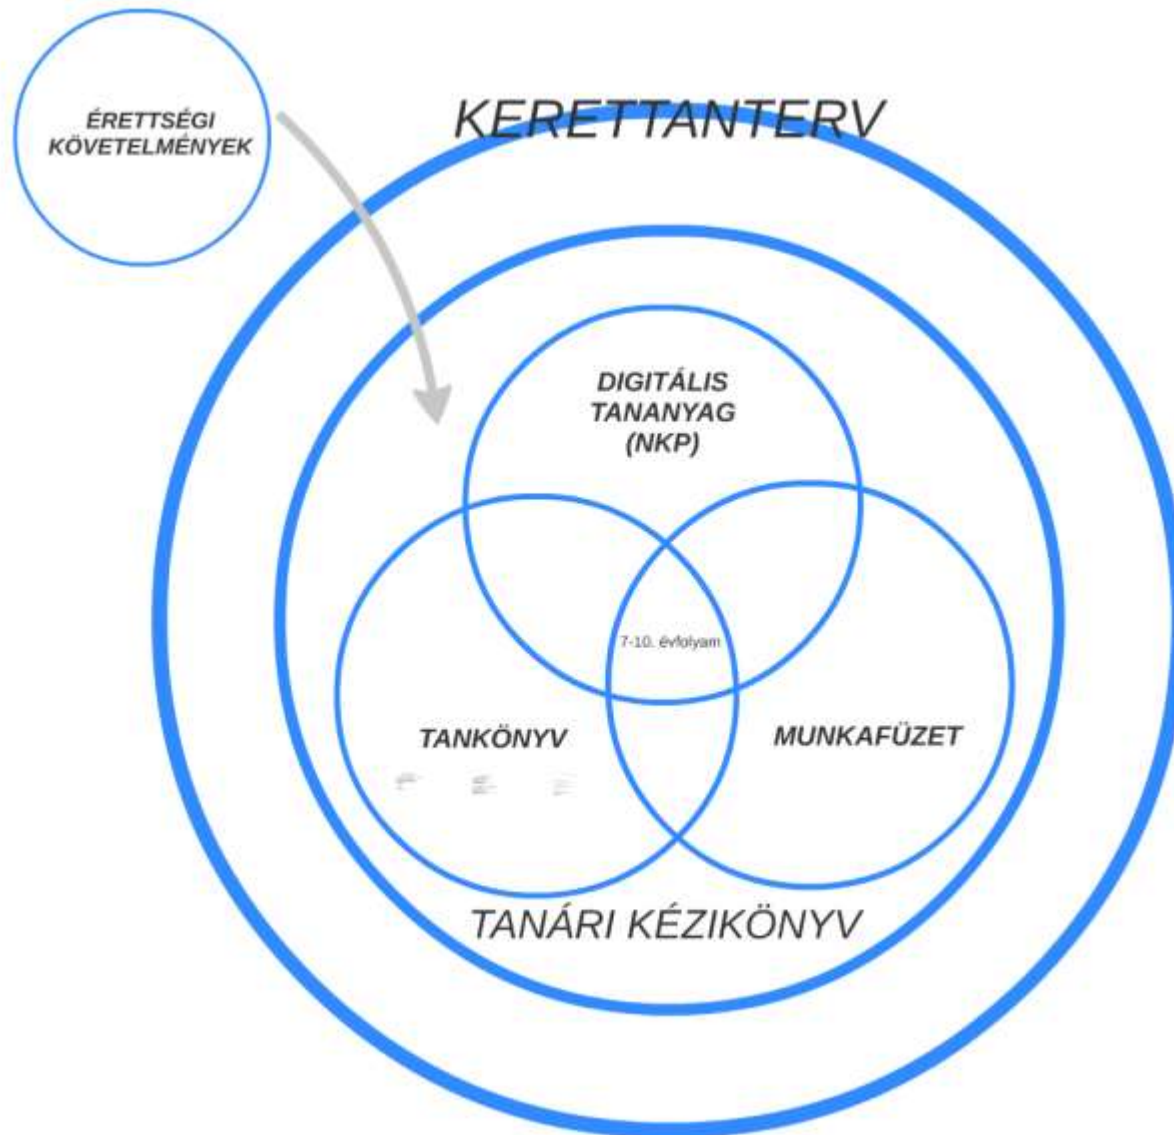 ÉRETTSÉGI
KÖVETELMÉNYEK
KERETTANTERV
DIGITÁLIS
TANANYAG
(NKP)
7-10. évfolyam
TANKÖNYV
MUNKAFÜZET
TANÁRI KÉZIKÖNYV